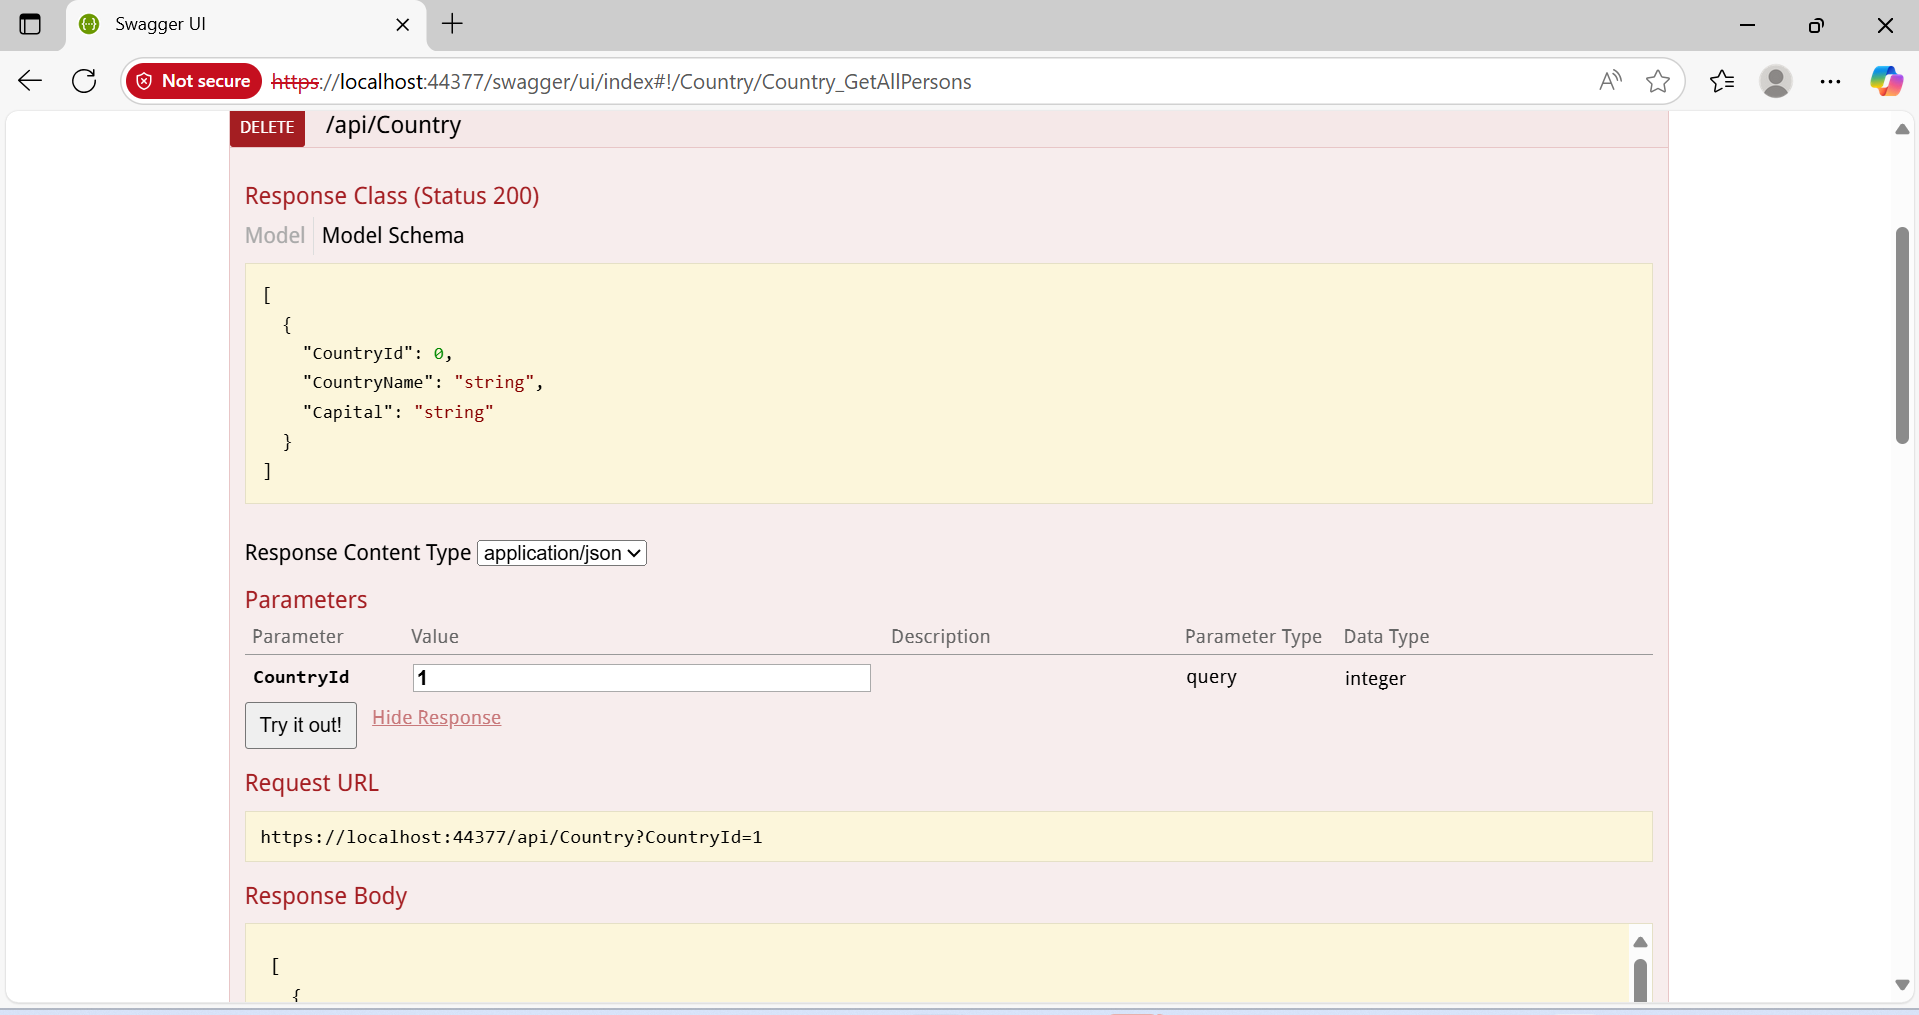 Swagger UI
Not secure https://localhost:44377/swagger/ui/index#!/Country/Country_GetAllPersons
DELETE /api/Country
Response Class (Status 200)
Model Model Schema
[
{
"CountryId": 0,
"CountryName": "string",
"Capital": "string"
}
]
Response Content Type application/json
Parameters
Parameter Value Description Parameter Type Data Type
CountryId 1 query integer
Try it out! Hide Response
Request URL
https://localhost:44377/api/Country?CountryId=1
Response Body
[
{